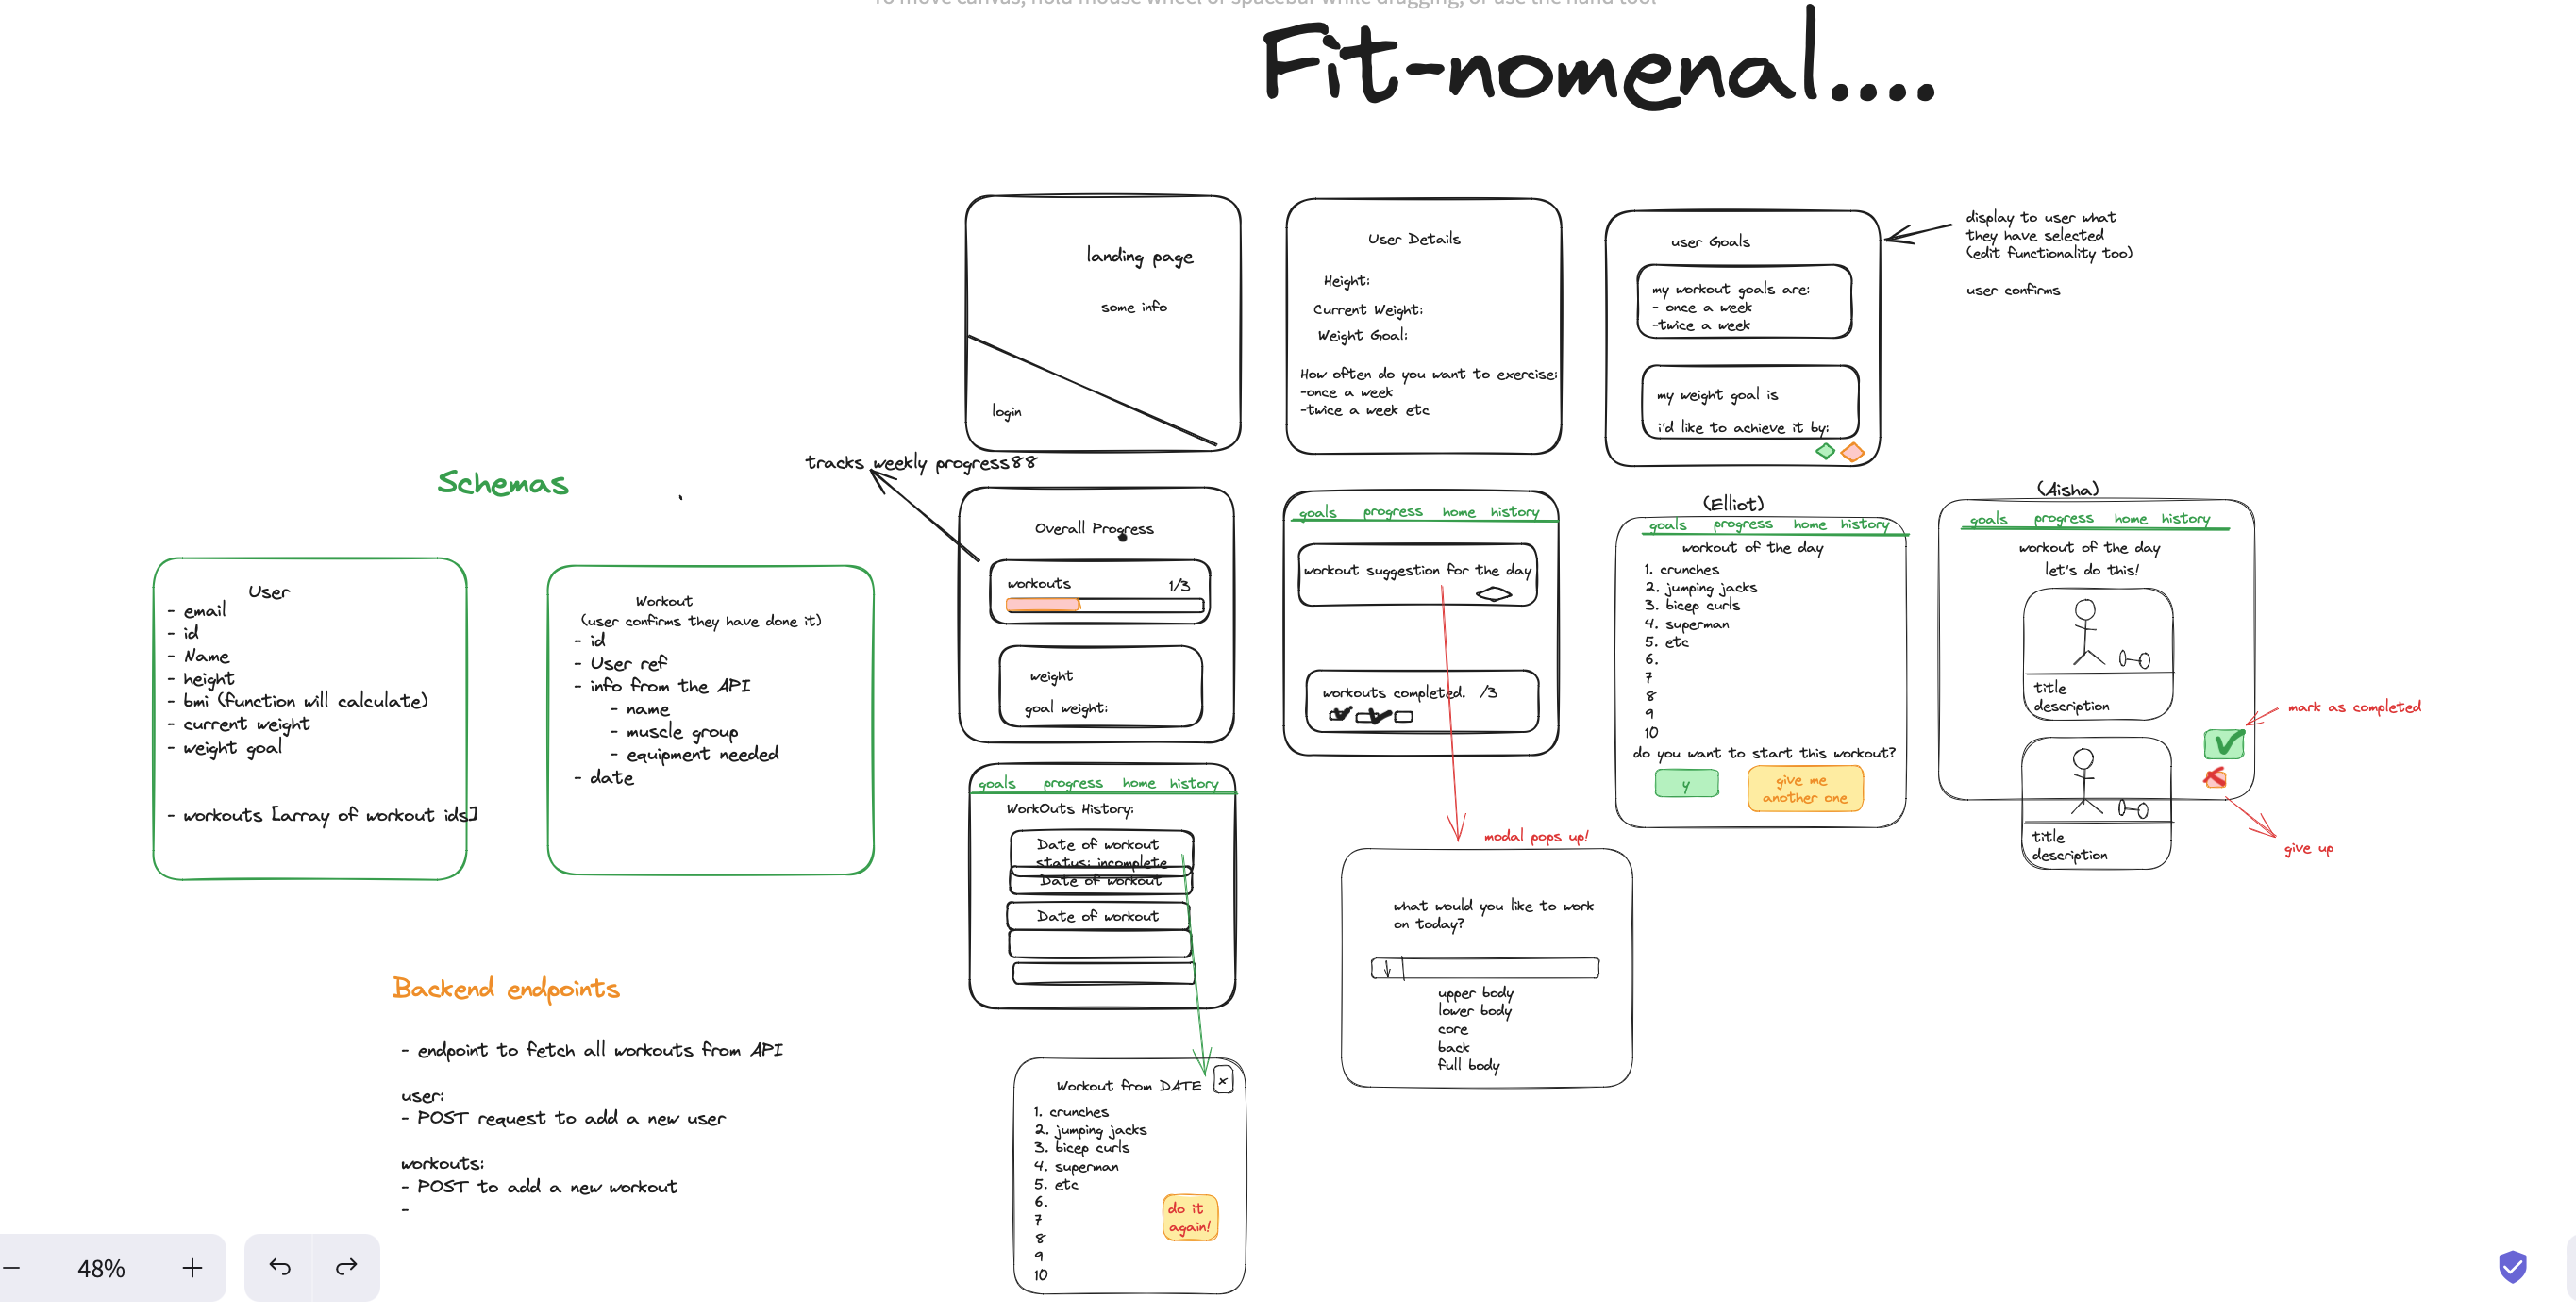 To move canvas, hold mouse wheel or spacebar while dragging, or use the hand tool
Fit-nomenal....
landing page
some info
login
User Details
Height:
Current Weight:
Weight Goal:
How often do you want to exercise:
-once a week
-twice a week etc
user Goals
my workout goals are:
- once a week
-twice a week
my weight goal is
i'd like to achieve it by:
display to user what
they have selected
(edit functionality too)
user confirms
Schemas
User
- email
- id
- Name
- height
- bmi (function will calculate)
- current weight
- weight goal
- workouts [array of workout ids]
Workout
(user confirms they have done it)
- id
- User ref
- info from the API
- name
- muscle group
- equipment needed
- date
tracks weekly progress88
Overall Progress
workouts 1/3
weight
goal weight:
goals progress home history
workout suggestion for the day
workouts completed. /3
(Elliot)
goals progress home history
workout of the day
1. crunches
2. jumping jacks
3. bicep curls
4. superman
5. etc
6.
7
8
9
10
do you want to start this workout?
y
give me
another one
(Aisha)
goals progress home history
workout of the day
let's do this!
title
description
title
description
mark as completed
give up
goals progress home history
WorkOuts History:
Date of workout
status: incomplete
Date of workout
Date of workout
modal pops up!
what would you like to work
on today?
upper body
lower body
core
back
full body
Workout from DATE x
1. crunches
2. jumping jacks
3. bicep curls
4. superman
5. etc
6.
7
8
9
10
do it
again!
Backend endpoints
- endpoint to fetch all workouts from API
user:
- POST request to add a new user
workouts:
- POST to add a new workout
-
48%